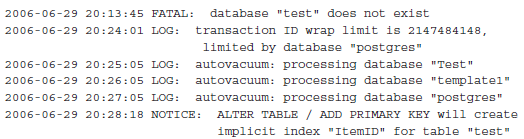 2006-06-29 20:13:45 FATAL:  database "test" does not exist
2006-06-29 20:24:01 LOG:  transaction ID wrap limit is 2147484148,
limited by database "postgres"
2006-06-29 20:25:05 LOG:  autovacuum: processing database "Test"
2006-06-29 20:26:05 LOG:  autovacuum: processing database "template1"
2006-06-29 20:27:05 LOG:  autovacuum: processing database "postgres"
2006-06-29 20:28:18 NOTICE:  ALTER TABLE / ADD PRIMARY KEY will create
implicit index "ItemID" for table "test"